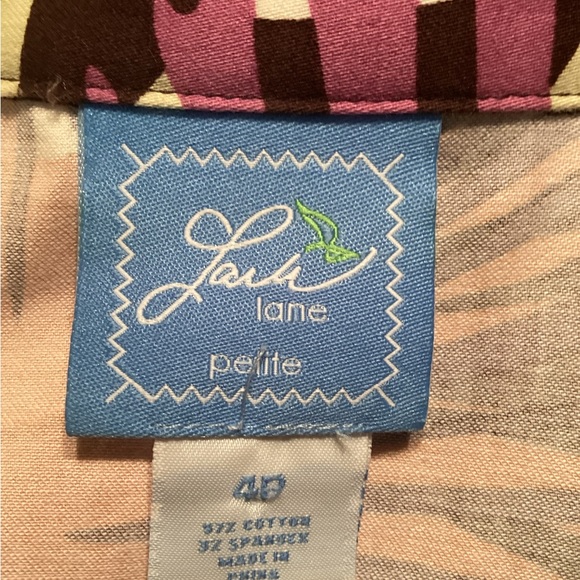 Lark
lane
petite
4P
97% COTTON
3% SPANDEX
MADE IN
CHINA